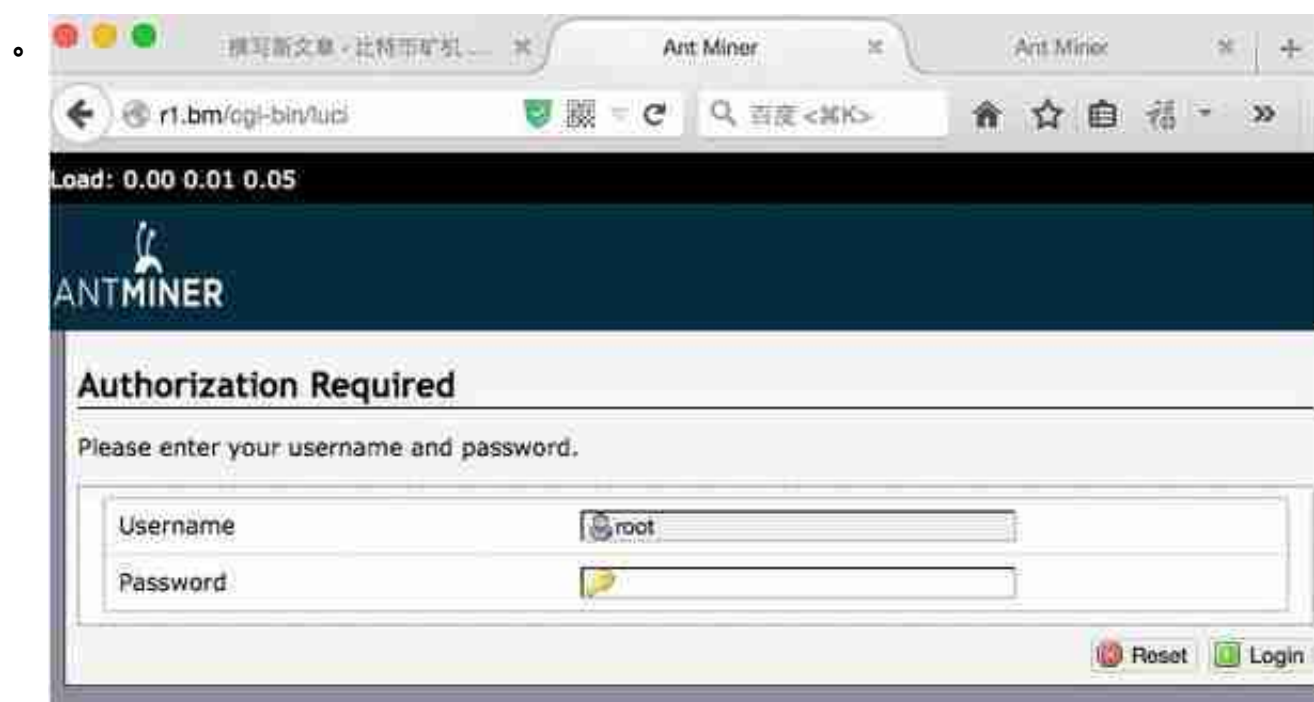 撰写新文章 - 比特币矿机 ...
Ant Miner
Ant Miner
r1.bm/cgi-bin/luci
百度 <⌘K>
Load: 0.00 0.01 0.05
ANTMINER
Authorization Required
Please enter your username and password.
Username
root
Password
Reset
Login